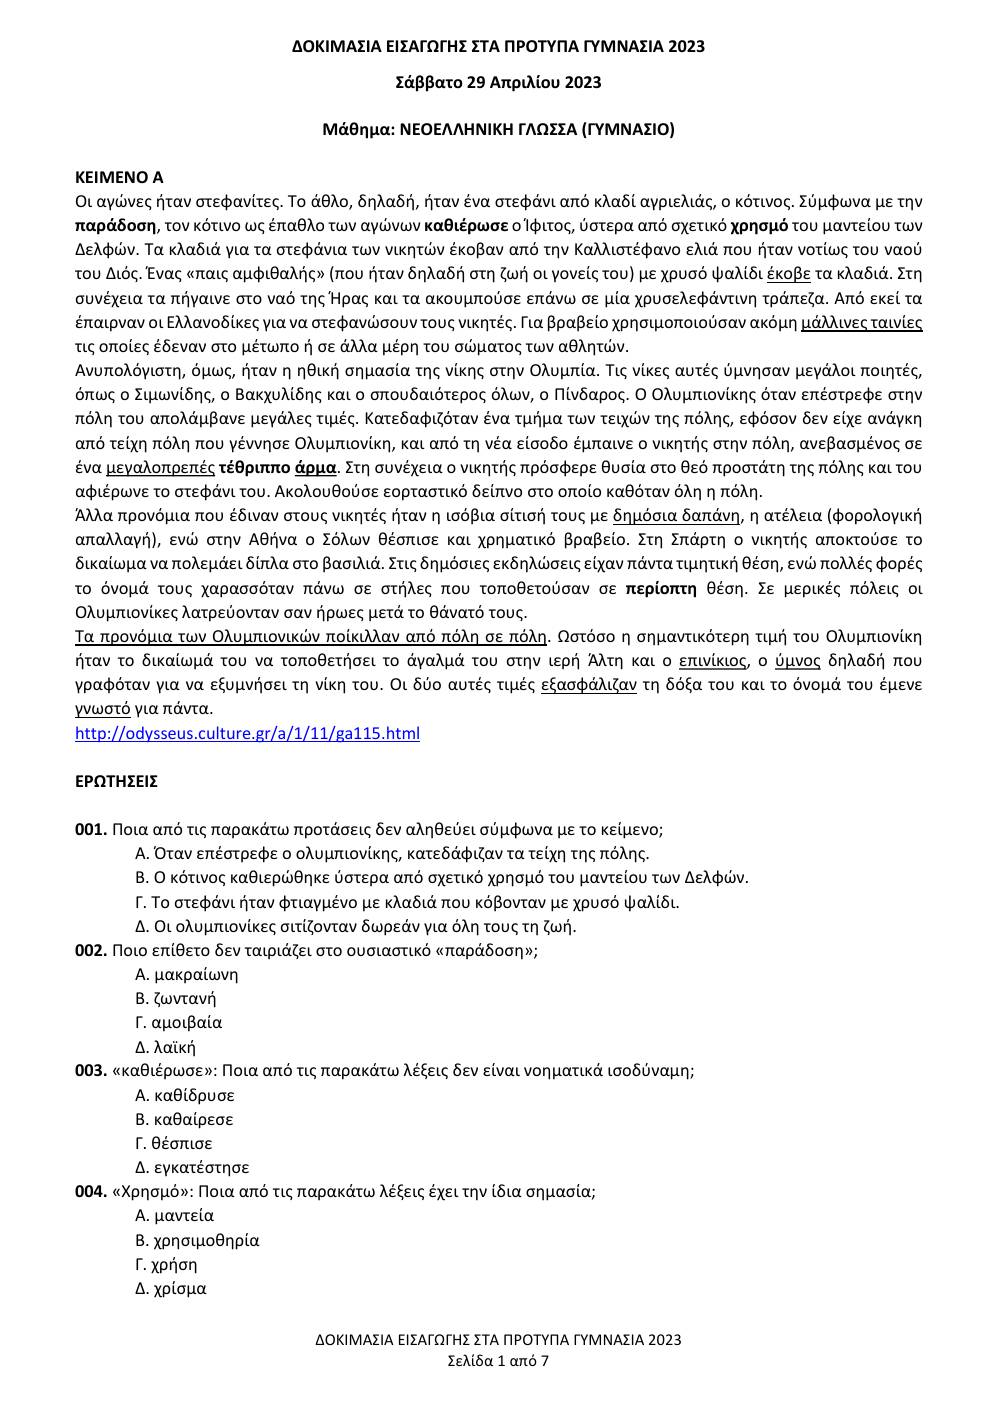 ΔΟΚΙΜΑΣΙΑ ΕΙΣΑΓΩΓΗΣ ΣΤΑ ΠΡΟΤΥΠΑ ΓΥΜΝΑΣΙΑ 2023
Σάββατο 29 Απριλίου 2023
Μάθημα: ΝΕΟΕΛΛΗΝΙΚΗ ΓΛΩΣΣΑ (ΓΥΜΝΑΣΙΟ)
ΚΕΙΜΕΝΟ Α
Οι αγώνες ήταν στεφανίτες. Το άθλο, δηλαδή, ήταν ένα στεφάνι από κλαδί αγριελιάς, ο κότινος. Σύμφωνα με την
παράδοση, τον κότινο ως έπαθλο των αγώνων καθιέρωσε ο Ίφιτος, ύστερα από σχετικό χρησμό του μαντείου των
Δελφών. Τα κλαδιά για τα στεφάνια των νικητών έκοβαν από την Καλλιστέφανο ελιά που ήταν νοτίως του ναού
του Διός. Ένας «παις αμφιθαλής» (που ήταν δηλαδή στη ζωή οι γονείς του) με χρυσό ψαλίδι έκοβε τα κλαδιά. Στη
συνέχεια τα πήγαινε στο ναό της Ήρας και τα ακουμπούσε επάνω σε μία χρυσελεφάντινη τράπεζα. Από εκεί τα
έπαιρναν οι Ελλανοδίκες για να στεφανώσουν τους νικητές. Για βραβείο χρησιμοποιούσαν ακόμη μάλλινες ταινίες
τις οποίες έδεναν στο μέτωπο ή σε άλλα μέρη του σώματος των αθλητών.
Ανυπολόγιστη, όμως, ήταν η ηθική σημασία της νίκης στην Ολυμπία. Τις νίκες αυτές ύμνησαν μεγάλοι ποιητές,
όπως ο Σιμωνίδης, ο Βακχυλίδης και ο σπουδαιότερος όλων, ο Πίνδαρος. Ο Ολυμπιονίκης όταν επέστρεφε στην
πόλη του απολάμβανε μεγάλες τιμές. Κατεδαφιζόταν ένα τμήμα των τειχών της πόλης, εφόσον δεν είχε ανάγκη
από τείχη πόλη που γέννησε Ολυμπιονίκη, και από τη νέα είσοδο έμπαινε ο νικητής στην πόλη, ανεβασμένος σε
ένα μεγαλοπρεπές τέθριππο άρμα. Στη συνέχεια ο νικητής πρόσφερε θυσία στο θεό προστάτη της πόλης και του
αφιέρωνε το στεφάνι του. Ακολουθούσε εορταστικό δείπνο στο οποίο καθόταν όλη η πόλη.
Άλλα προνόμια που έδιναν στους νικητές ήταν η ισόβια σίτισή τους με δημόσια δαπάνη, η ατέλεια (φορολογική
απαλλαγή), ενώ στην Αθήνα ο Σόλων θέσπισε και χρηματικό βραβείο. Στη Σπάρτη ο νικητής αποκτούσε το
δικαίωμα να πολεμάει δίπλα στο βασιλιά. Στις δημόσιες εκδηλώσεις είχαν πάντα τιμητική θέση, ενώ πολλές φορές
το όνομά τους χαρασσόταν πάνω σε στήλες που τοποθετούσαν σε περίοπτη θέση. Σε μερικές πόλεις οι
Ολυμπιονίκες λατρεύονταν σαν ήρωες μετά το θάνατό τους.
Τα προνόμια των Ολυμπιονικών ποίκιλλαν από πόλη σε πόλη. Ωστόσο η σημαντικότερη τιμή του Ολυμπιονίκη
ήταν το δικαίωμά του να τοποθετήσει το άγαλμά του στην ιερή Άλτη και ο επινίκιος, ο ύμνος δηλαδή που
γραφόταν για να εξυμνήσει τη νίκη του. Οι δύο αυτές τιμές εξασφάλιζαν τη δόξα του και το όνομά του έμενε
γνωστό για πάντα.
http://odysseus.culture.gr/a/1/11/ga115.html
ΕΡΩΤΗΣΕΙΣ
001. Ποια από τις παρακάτω προτάσεις δεν αληθεύει σύμφωνα με το κείμενο;
Α. Όταν επέστρεφε ο ολυμπιονίκης, κατεδάφιζαν τα τείχη της πόλης.
Β. Ο κότινος καθιερώθηκε ύστερα από σχετικό χρησμό του μαντείου των Δελφών.
Γ. Το στεφάνι ήταν φτιαγμένο με κλαδιά που κόβονταν με χρυσό ψαλίδι.
Δ. Οι ολυμπιονίκες σιτίζονταν δωρεάν για όλη τους τη ζωή.
002. Ποιο επίθετο δεν ταιριάζει στο ουσιαστικό «παράδοση»;
Α. μακραίωνη
Β. ζωντανή
Γ. αμοιβαία
Δ. λαϊκή
003. «καθιέρωσε»: Ποια από τις παρακάτω λέξεις δεν είναι νοηματικά ισοδύναμη;
Α. καθίδρυσε
Β. καθαίρεσε
Γ. θέσπισε
Δ. εγκατέστησε
004. «Χρησμό»: Ποια από τις παρακάτω λέξεις έχει την ίδια σημασία;
Α. μαντεία
Β. χρησιμοθηρία
Γ. χρήση
Δ. χρίσμα
ΔΟΚΙΜΑΣΙΑ ΕΙΣΑΓΩΓΗΣ ΣΤΑ ΠΡΟΤΥΠΑ ΓΥΜΝΑΣΙΑ 2023
Σελίδα 1 από 7